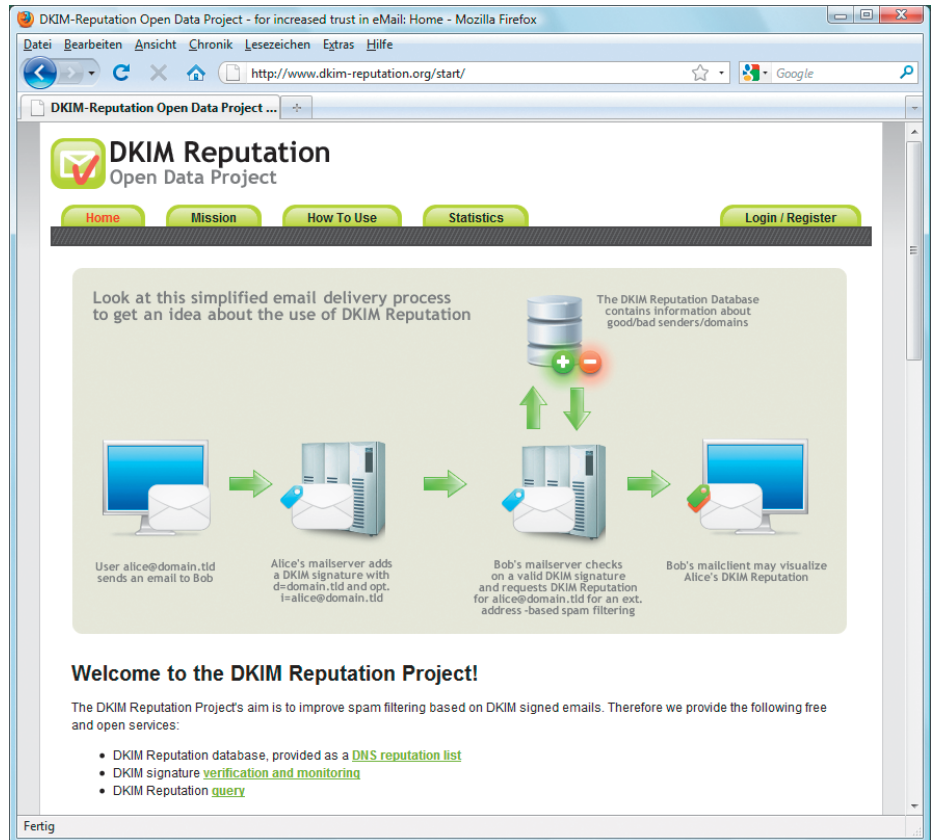 DKIM-Reputation Open Data Project - for increased trust in eMail: Home - Mozilla Firefox
Datei Bearbeiten Ansicht Chronik Lesezeichen Extras Hilfe
http://www.dkim-reputation.org/start/
Google
DKIM-Reputation Open Data Project ...
DKIM Reputation
Open Data Project
Home
Mission
How To Use
Statistics
Login / Register
Look at this simplified email delivery process
to get an idea about the use of DKIM Reputation
The DKIM Reputation Database
contains information about
good/bad senders/domains
User alice@domain.tld
sends an email to Bob
Alice's mailserver adds
a DKIM signature with
d=domain.tld and opt.
i=alice@domain.tld
Bob's mailserver checks
on a valid DKIM signature
and requests DKIM Reputation
for alice@domain.tld for an ext.
address -based spam filtering
Bob's mailclient may visualize
Alice's DKIM Reputation
Welcome to the DKIM Reputation Project!
The DKIM Reputation Project's aim is to improve spam filtering based on DKIM signed emails. Therefore we provide the following free
and open services:
• DKIM Reputation database, provided as a DNS reputation list
• DKIM signature verification and monitoring
• DKIM Reputation query
Fertig